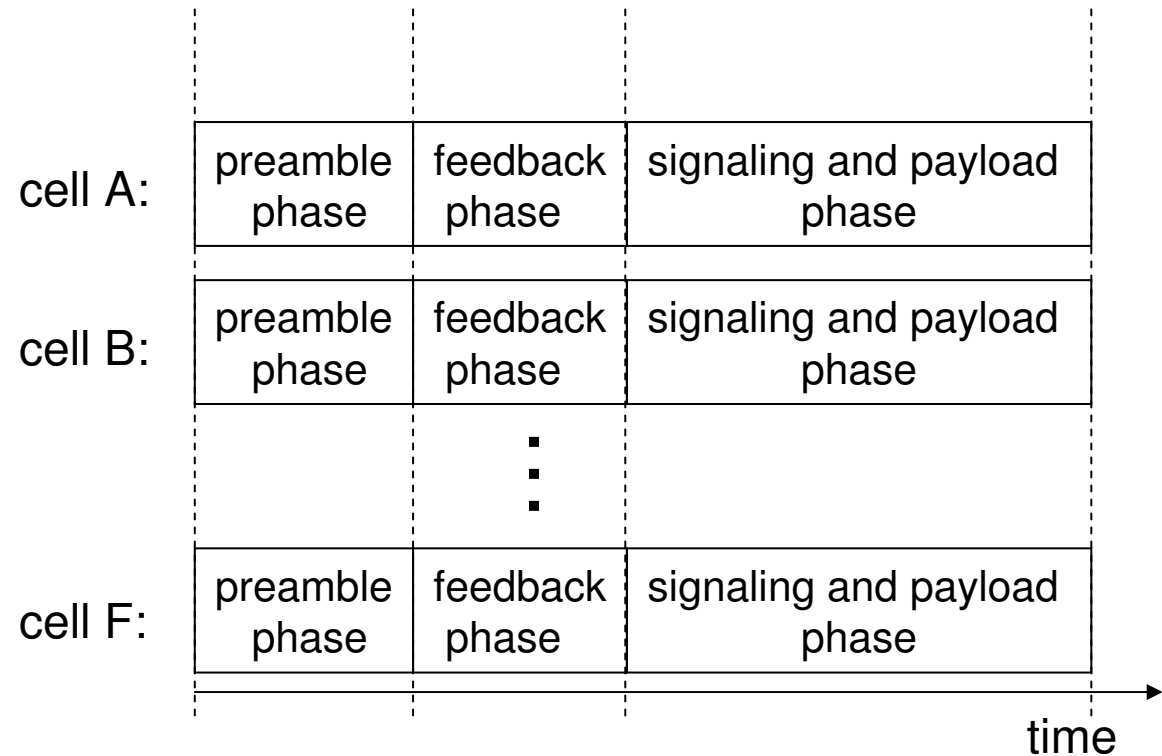 cell A:
preamble phase
feedback phase
signaling and payload phase
cell B:
preamble phase
feedback phase
signaling and payload phase
cell F:
preamble phase
feedback phase
signaling and payload phase
time